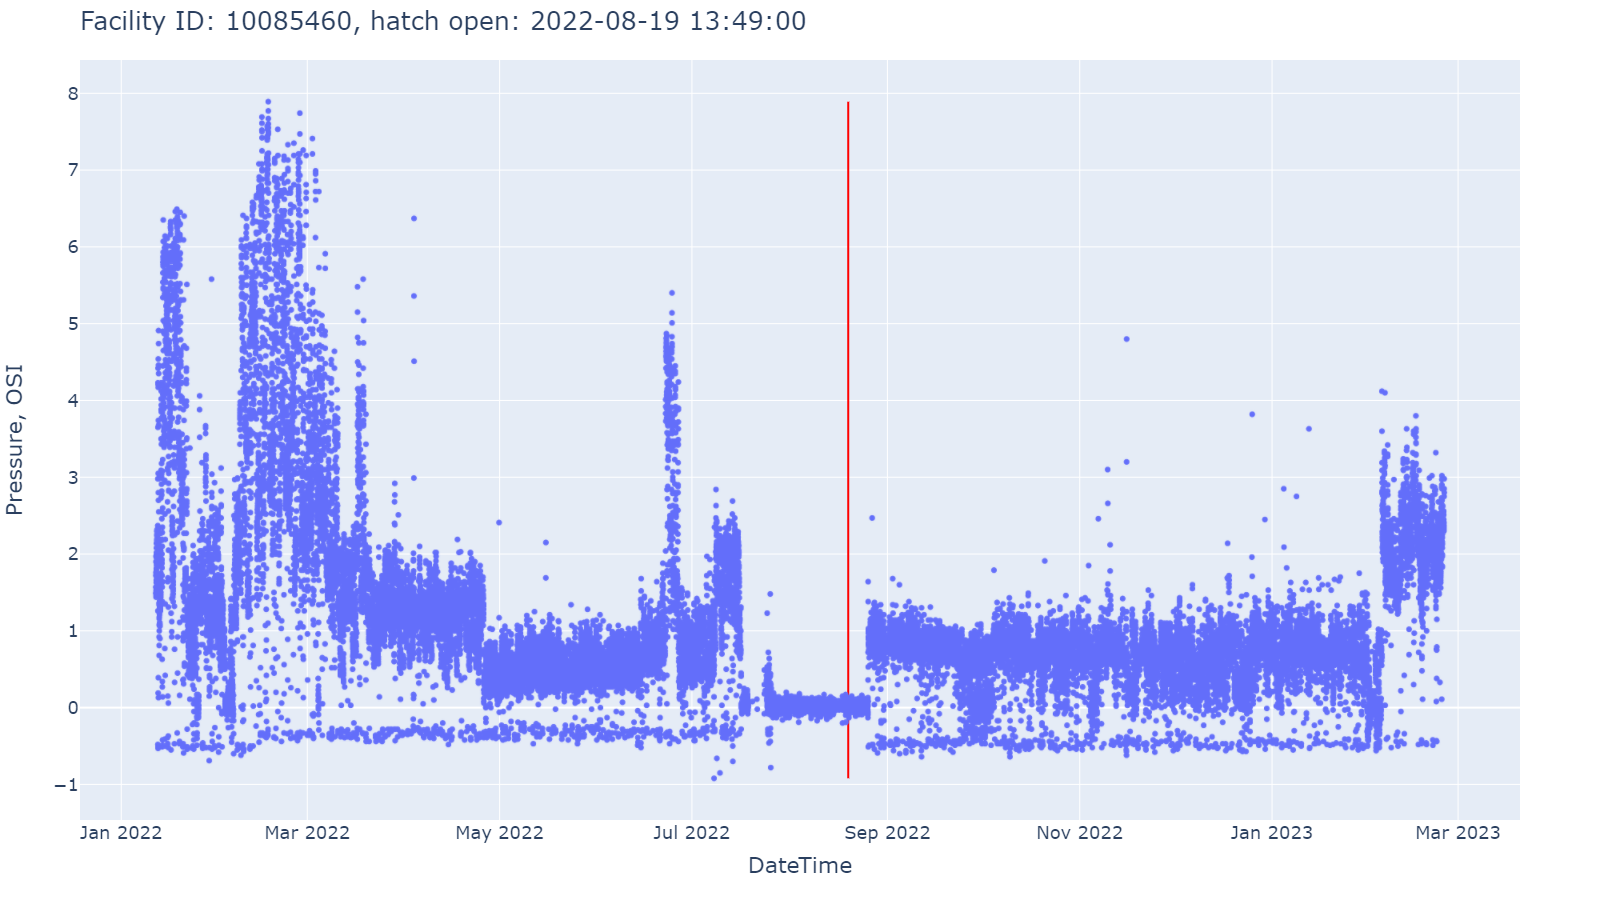 Facility ID: 10085460, hatch open: 2022-08-19 13:49:00
8
7
6
5
4
3
2
1
0
−1
Pressure, OSI
Jan 2022 Mar 2022 May 2022 Jul 2022 Sep 2022 Nov 2022 Jan 2023 Mar 2023
DateTime